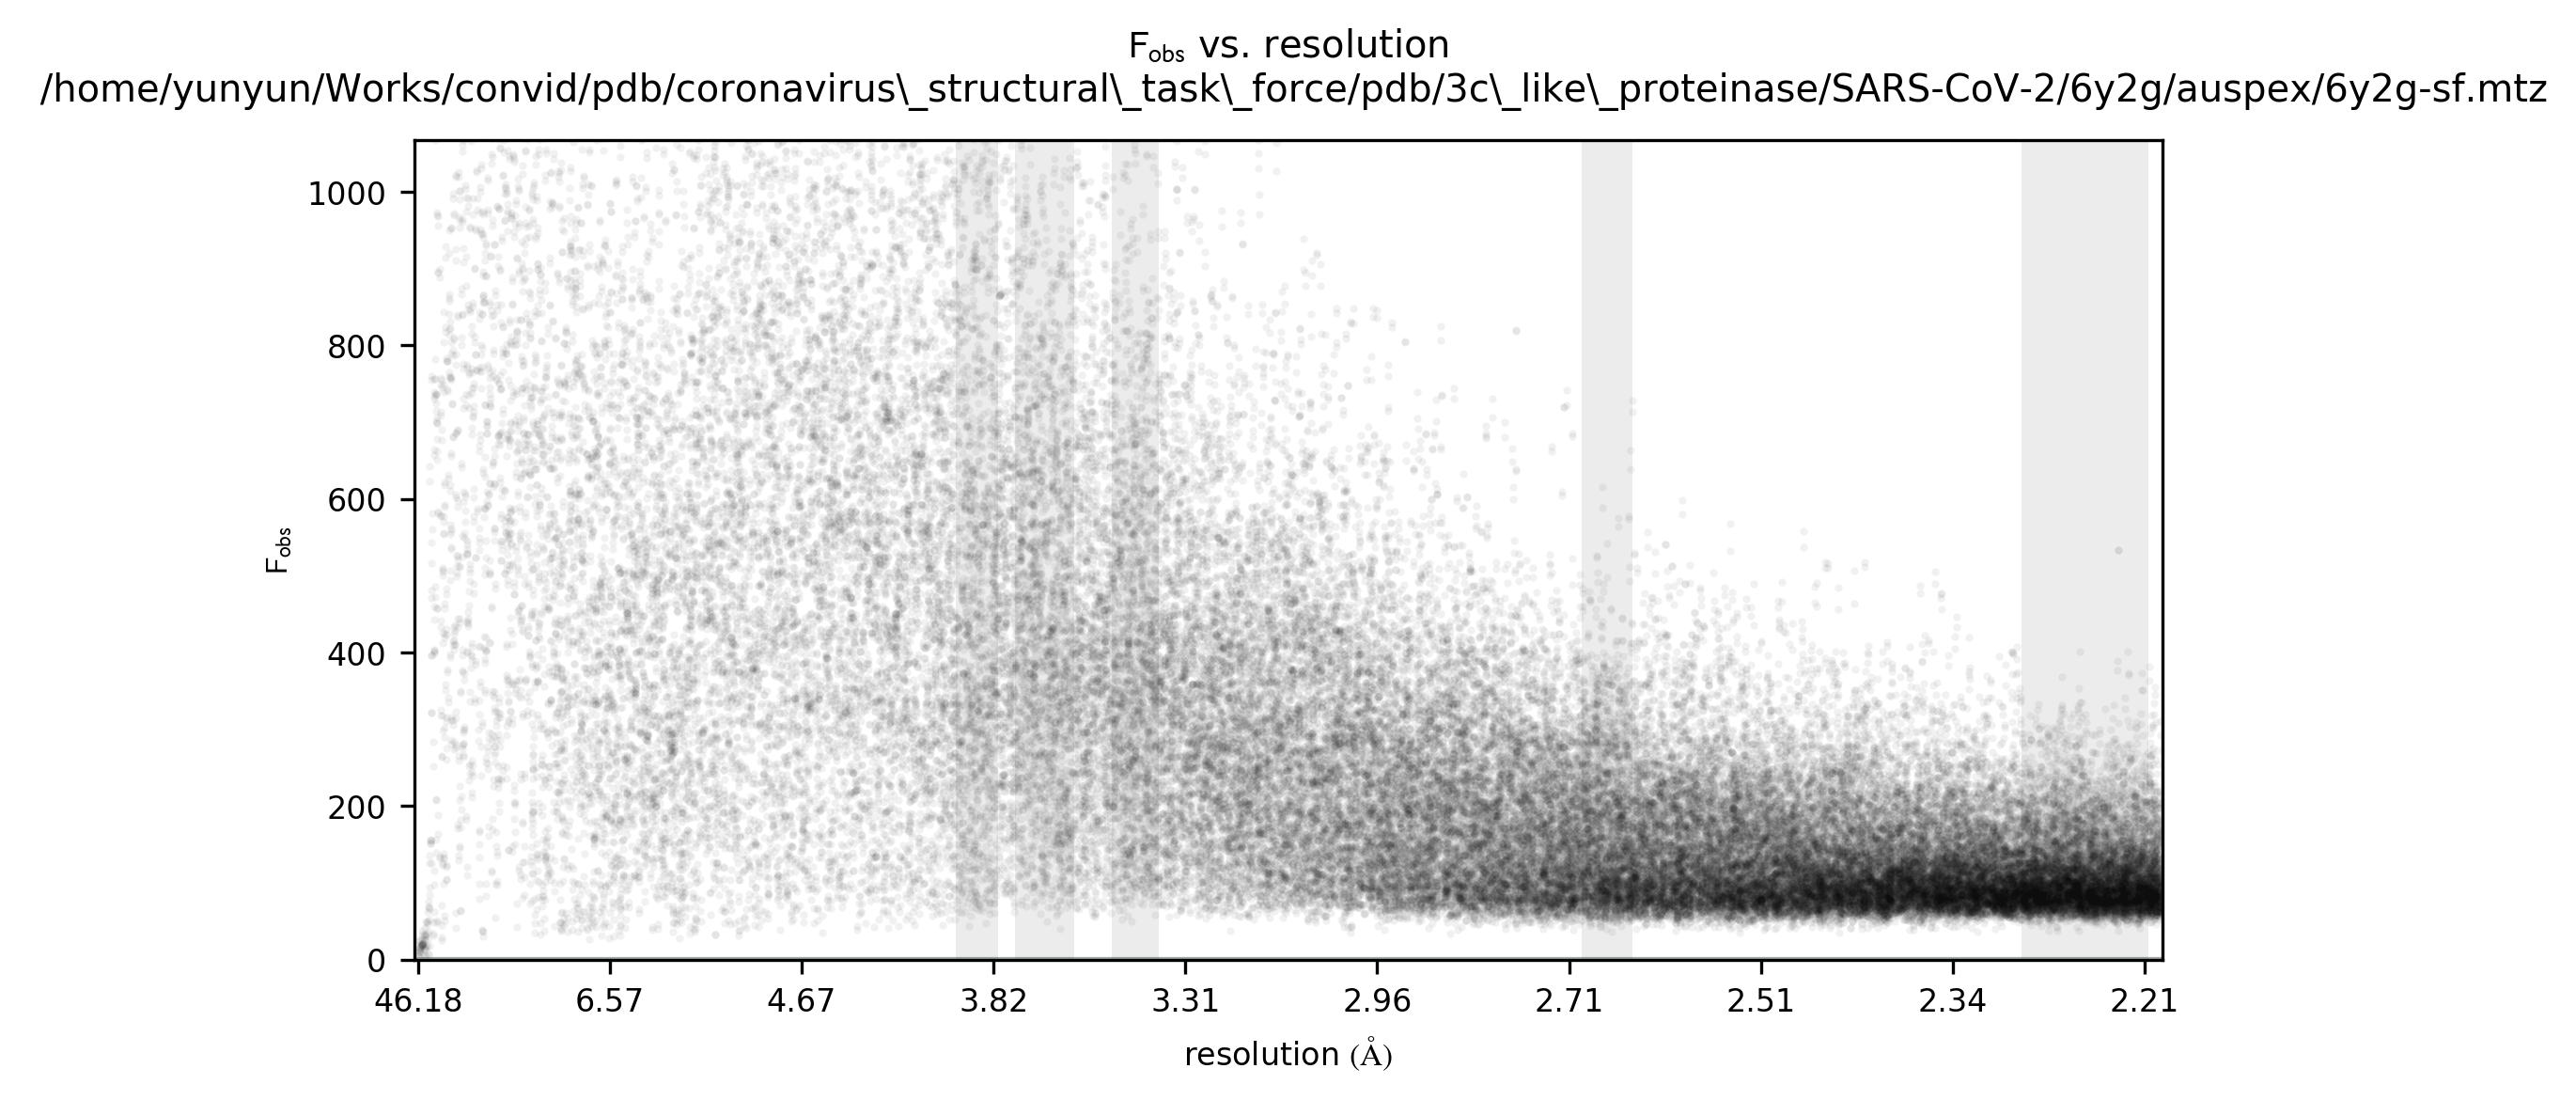 Fobs vs. resolution
/home/yunyun/Works/convid/pdb/coronavirus\_structural\_task\_force/pdb/3c\_like\_proteinase/SARS-CoV-2/6y2g/auspex/6y2g-sf.mtz
1000
800
600
400
200
0
Fobs
46.18 6.57 4.67 3.82 3.31 2.96 2.71 2.51 2.34 2.21
resolution (Å)